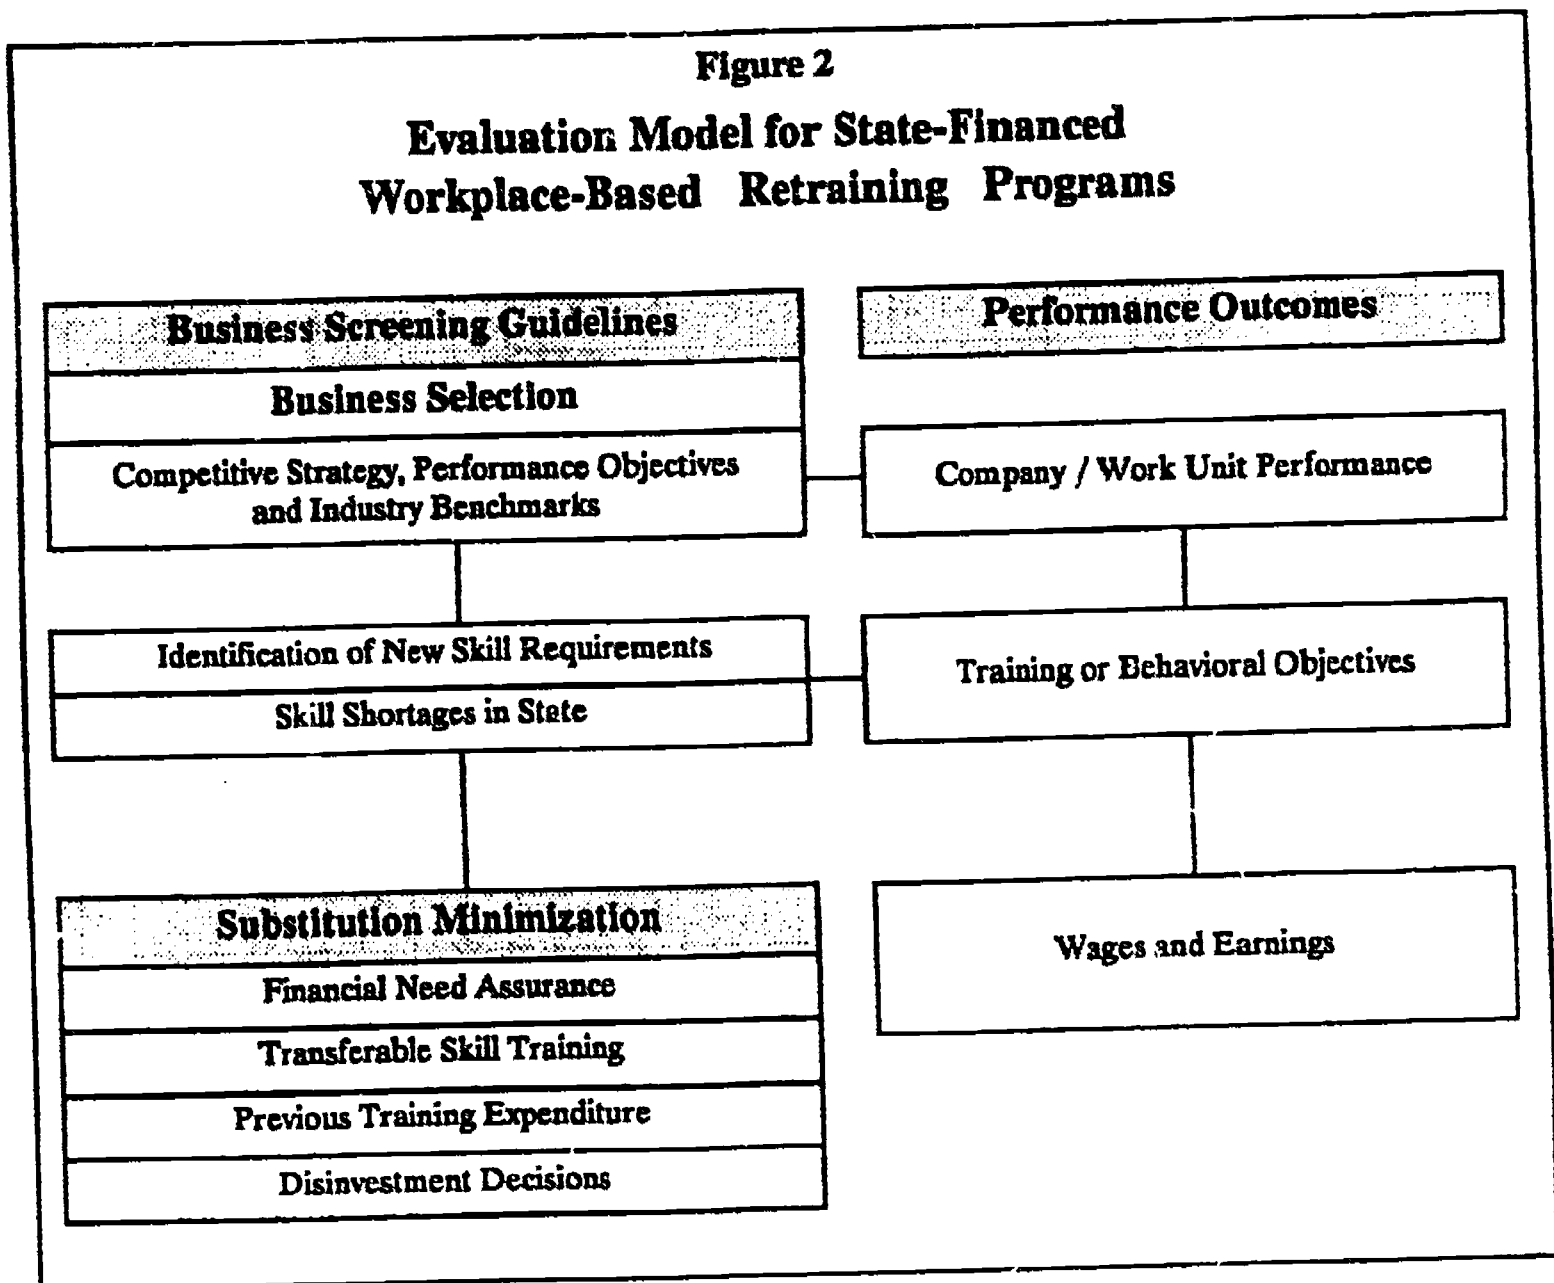 Figure 2
Evaluation Model for State-Financed
Workplace-Based Retraining Programs
Business Screening Guidelines
Business Selection
Competitive Strategy, Performance Objectives
and Industry Benchmarks
Identification of New Skill Requirements
Skill Shortages in State
Substitution Minimization
Financial Need Assurance
Transferable Skill Training
Previous Training Expenditure
Disinvestment Decisions
Performance Outcomes
Company / Work Unit Performance
Training or Behavioral Objectives
Wages and Earnings